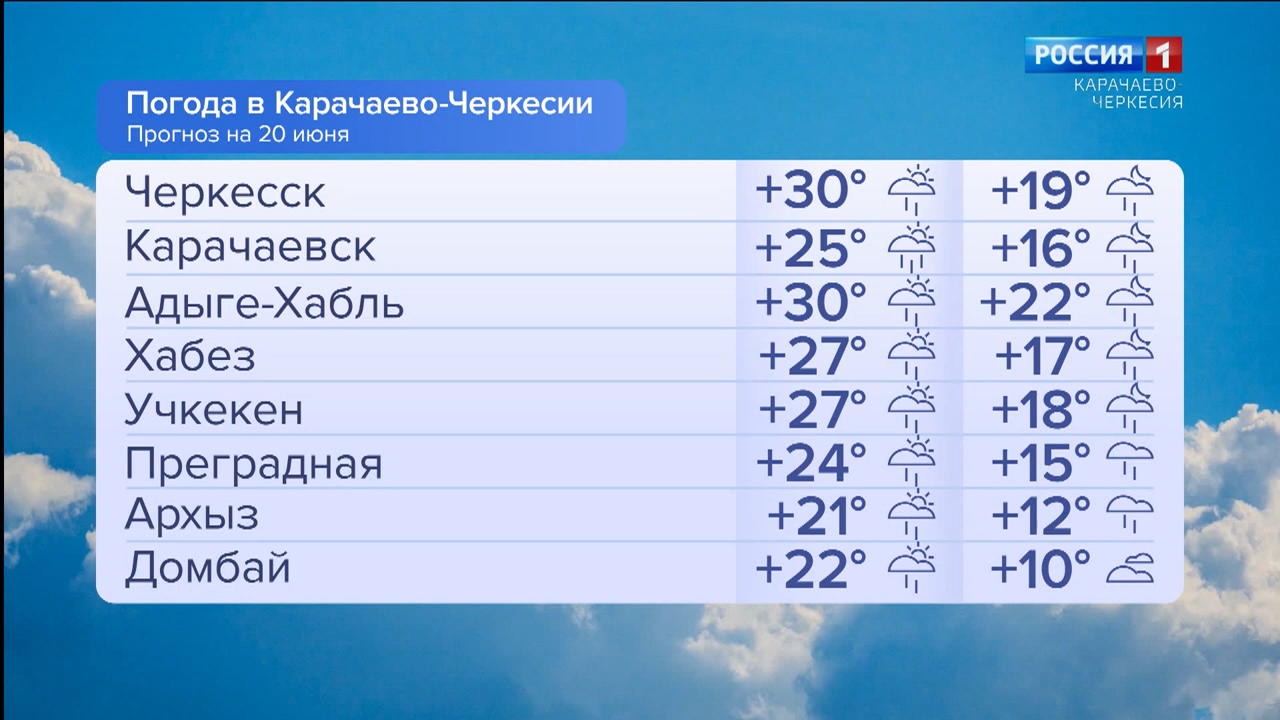 РОССИЯ 1
КАРАЧАЕВО-
ЧЕРКЕСИЯ
Погода в Карачаево-Черкесии
Прогноз на 20 июня
Черкесск +30° +19°
Карачаевск +25° +16°
Адыге-Хабль +30° +22°
Хабез +27° +17°
Учкекен +27° +18°
Преградная +24° +15°
Архыз +21° +12°
Домбай +22° +10°